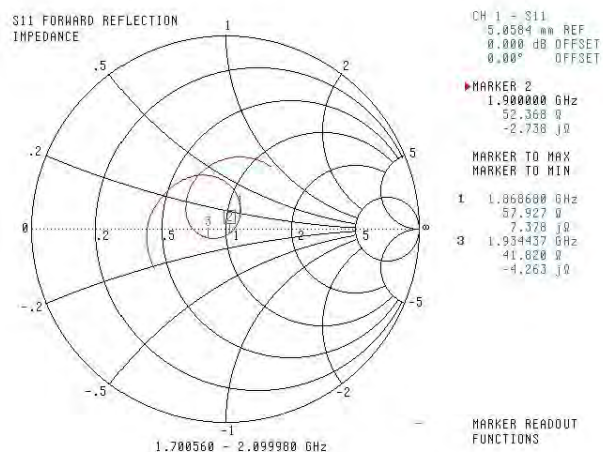 S11 FORWARD REFLECTION
IMPEDANCE
CH 1 - S11
5.0584 mm REF
0.000 dB OFFSET
0.00° OFFSET
▶MARKER 2
1.900000 GHz
52.368 Ω
-2.738 jΩ
MARKER TO MAX
MARKER TO MIN
1 1.868680 GHz
57.927 Ω
7.378 jΩ
3 1.934437 GHz
41.820 Ω
-4.263 jΩ
MARKER READOUT
FUNCTIONS
1
.5
2
.2
5
0
.2
.5
1
2
5
∞
3
-.2
-5
-.5
-2
-1
1.700560 - 2.099980 GHz